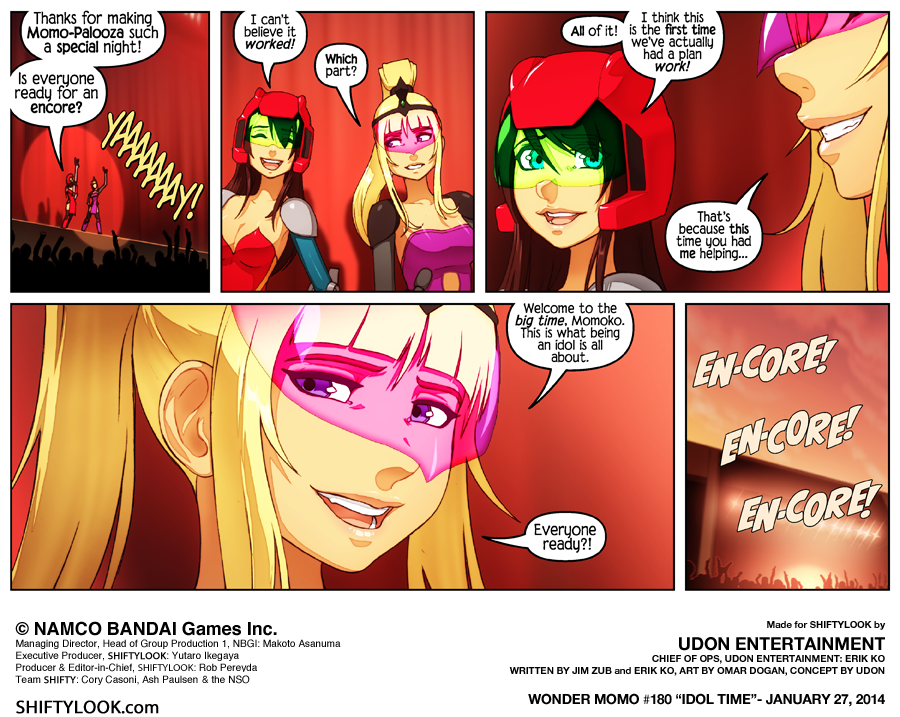 Thanks for making
Momo-Palooza such
a special night!
Is everyone
ready for an
encore?
YAAAAAAAY!
I can't
believe it
worked!
Which
part?
All of it!
I think this
is the first time
we've actually
had a plan
work!
That's
because this
time you had
me helping...
Welcome to the
big time, Momoko.
This is what being
an idol is all
about.
Everyone
ready?!
EN-CORE!
EN-CORE!
EN-CORE!
© NAMCO BANDAI Games Inc.
Managing Director, Head of Group Production 1, NBGI: Makoto Asanuma
Executive Producer, SHIFTYLOOK: Yutaro Ikegaya
Producer & Editor-in-Chief, SHIFTYLOOK: Rob Pereyda
Team SHIFTY: Cory Casoni, Ash Paulsen & the NSO
SHIFTYLOOK.com
Made for SHIFTYLOOK by
UDON ENTERTAINMENT
CHIEF OF OPS, UDON ENTERTAINMENT: ERIK KO
WRITTEN BY JIM ZUB and ERIK KO, ART BY OMAR DOGAN, CONCEPT BY UDON
WONDER MOMO #180 “IDOL TIME”- JANUARY 27, 2014